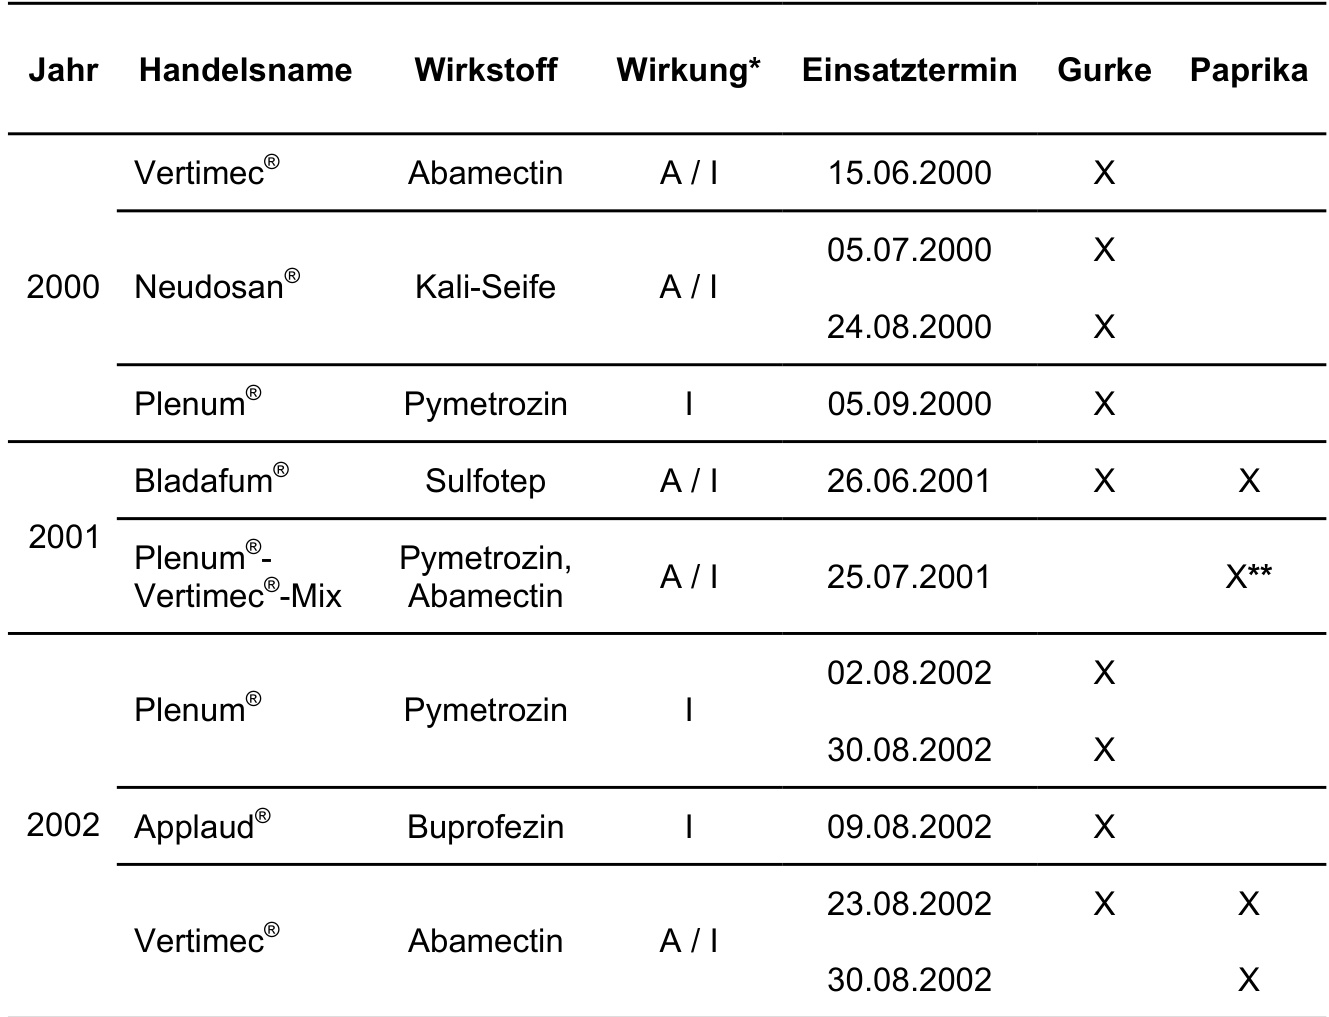 Jahr Handelsname Wirkstoff Wirkung* Einsatztermin Gurke Paprika
Vertimec® Abamectin A / I 15.06.2000 X
05.07.2000 X
2000 Neudosan® Kali-Seife A / I
24.08.2000 X
Plenum® Pymetrozin I 05.09.2000 X
Bladafum® Sulfotep A / I 26.06.2001 X X
2001
Plenum®- Pymetrozin,
A / I 25.07.2001 X**
Vertimec®-Mix Abamectin
02.08.2002 X
Plenum® Pymetrozin I
30.08.2002 X
2002 Applaud® Buprofezin I 09.08.2002 X
23.08.2002 X X
Vertimec® Abamectin A / I
30.08.2002 X